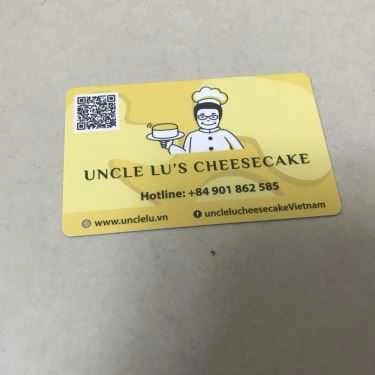 UNCLE LU'S CHEESECAKE
Hotline: +84 901 862 585
www.unclelu.vn
unclelucheesecakeVietnam